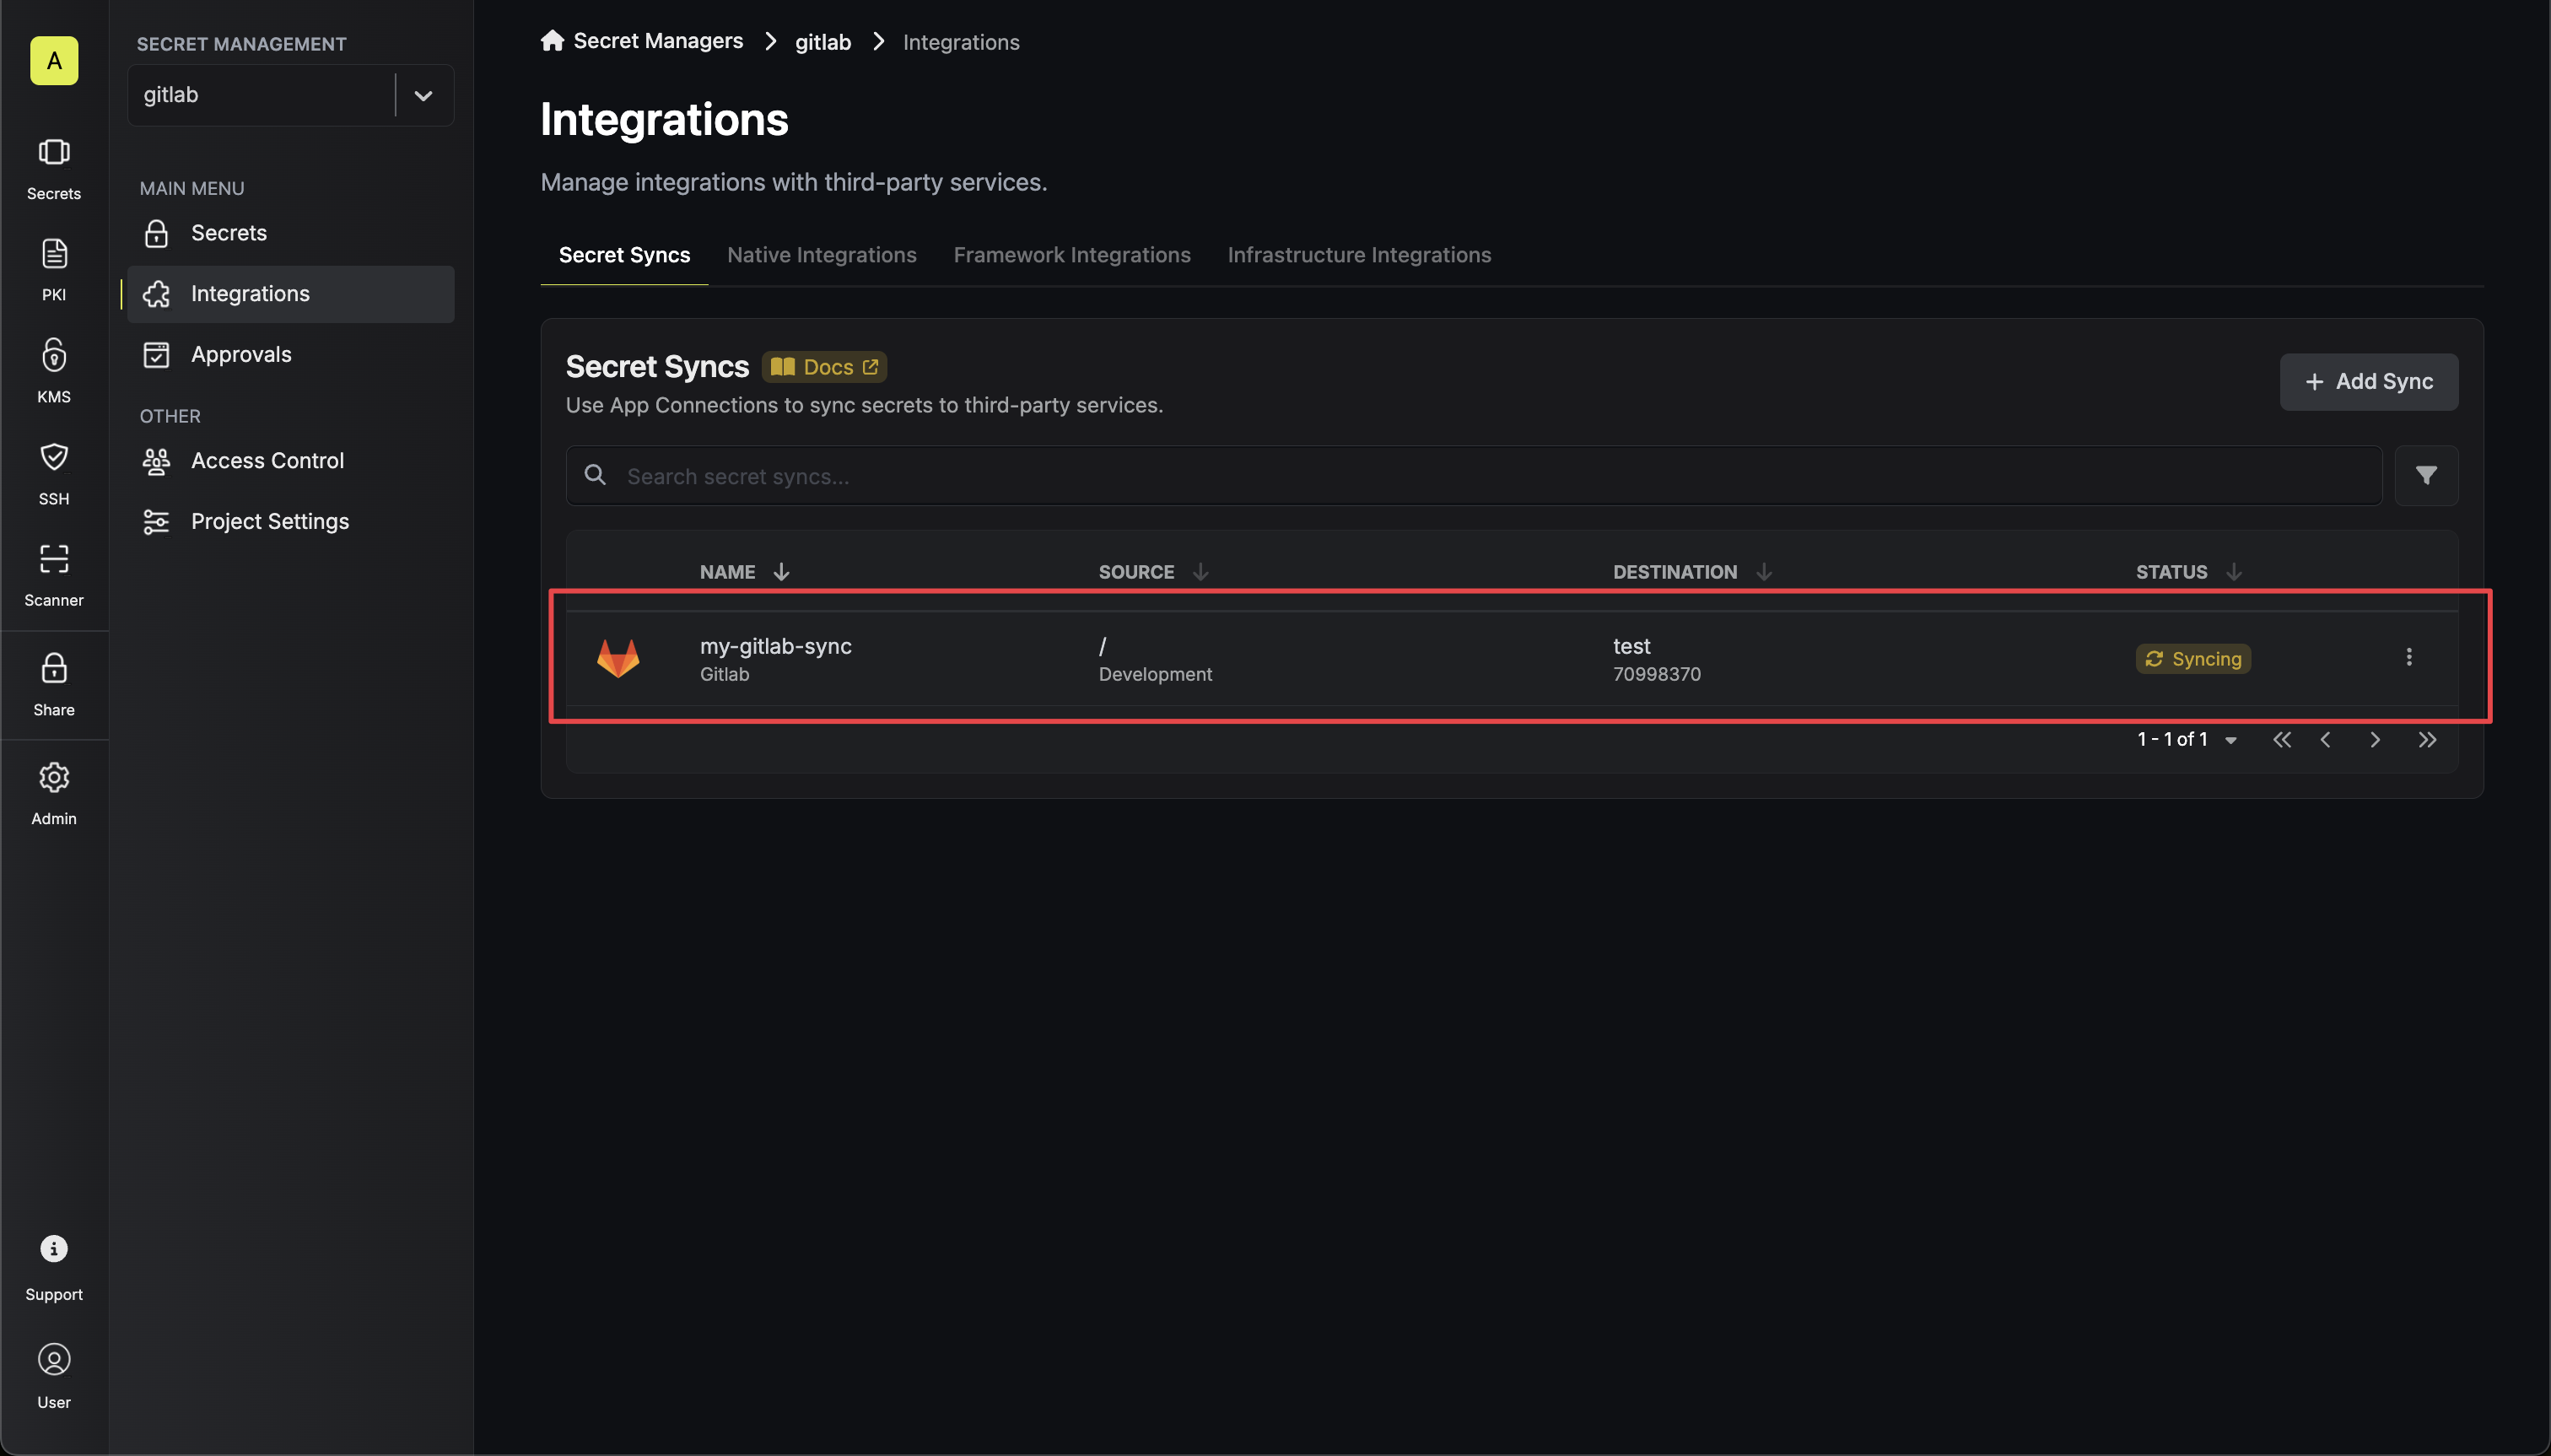 A
Secrets
PKI
KMS
SSH
Scanner
Share
Admin
Support
User
SECRET MANAGEMENT
gitlab
MAIN MENU
Secrets
Integrations
Approvals
OTHER
Access Control
Project Settings
Secret Managers gitlab Integrations
Integrations
Manage integrations with third-party services.
Secret Syncs Native Integrations Framework Integrations Infrastructure Integrations
Secret Syncs Docs
Use App Connections to sync secrets to third-party services.
+ Add Sync
Search secret syncs...
NAME SOURCE DESTINATION STATUS
my-gitlab-sync / test Syncing
Gitlab Development 70998370
1 - 1 of 1